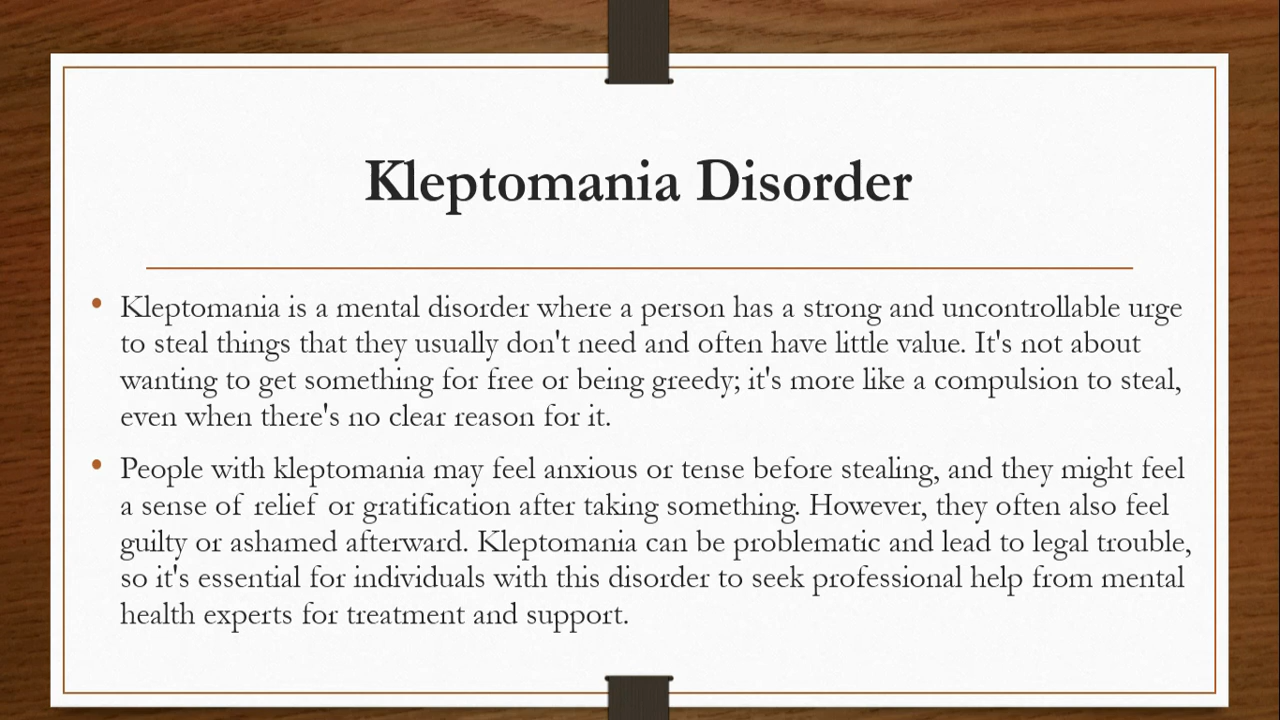 Kleptomania Disorder
• Kleptomania is a mental disorder where a person has a strong and uncontrollable urge
to steal things that they usually don't need and often have little value. It's not about
wanting to get something for free or being greedy; it's more like a compulsion to steal,
even when there's no clear reason for it.
• People with kleptomania may feel anxious or tense before stealing, and they might feel
a sense of relief or gratification after taking something. However, they often also feel
guilty or ashamed afterward. Kleptomania can be problematic and lead to legal trouble,
so it's essential for individuals with this disorder to seek professional help from mental
health experts for treatment and support.